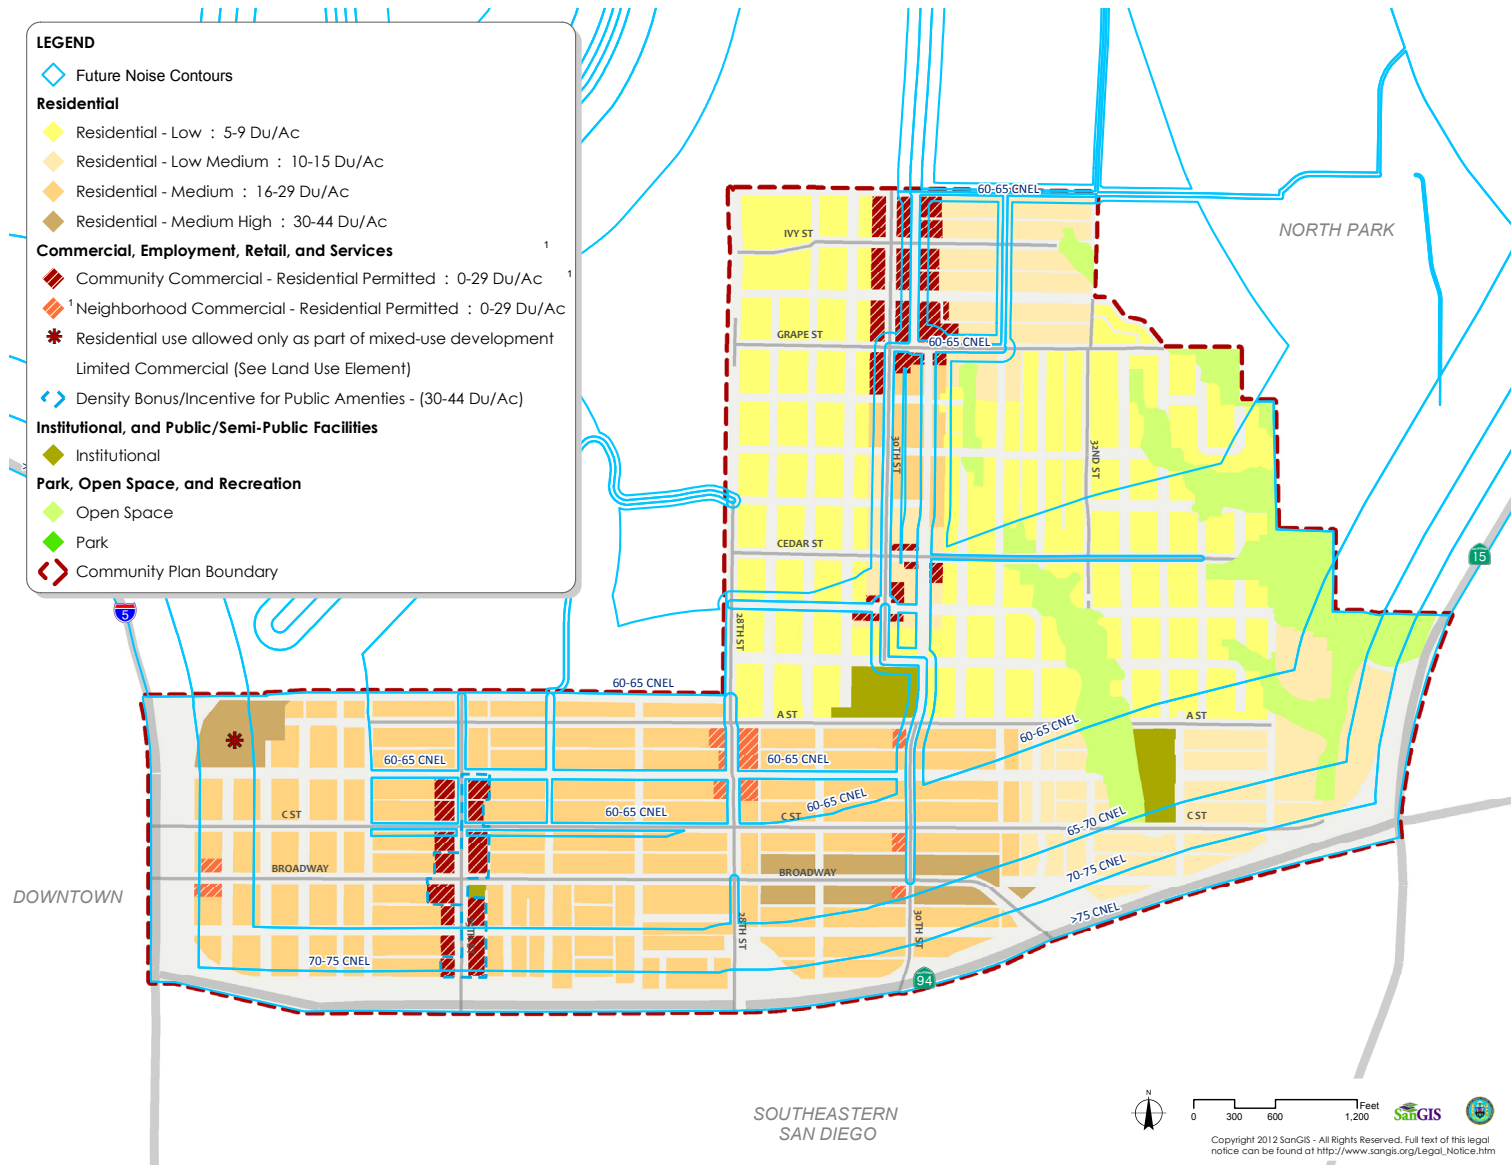 LEGEND
Future Noise Contours
Residential
Residential - Low : 5-9 Du/Ac
Residential - Low Medium : 10-15 Du/Ac
Residential - Medium : 16-29 Du/Ac
Residential - Medium High : 30-44 Du/Ac
Commercial, Employment, Retail, and Services 1
Community Commercial - Residential Permitted : 0-29 Du/Ac 1
1 Neighborhood Commercial - Residential Permitted : 0-29 Du/Ac
Residential use allowed only as part of mixed-use development
Limited Commercial (See Land Use Element)
Density Bonus/Incentive for Public Amenties - (30-44 Du/Ac)
Institutional, and Public/Semi-Public Facilities
Institutional
Park, Open Space, and Recreation
Open Space
Park
Community Plan Boundary
60-65 CNEL
NORTH PARK
IVY ST
GRAPE ST
60-65 CNEL
30TH ST
32ND ST
CEDAR ST
15
5
28TH ST
60-65 CNEL
A ST
A ST
60-65 CNEL
60-65 CNEL
60-65 CNEL
60-65 CNEL
60-65 CNEL
C ST
C ST
C ST
65-70 CNEL
BROADWAY
BROADWAY
70-75 CNEL
DOWNTOWN
>75 CNEL
28TH ST
30TH ST
70-75 CNEL
94
SOUTHEASTERN
SAN DIEGO
N
0 300 600 1,200 Feet
SanGIS
Copyright 2012 SanGIS - All Rights Reserved. Full text of this legal
notice can be found at http://www.sangis.org/Legal_Notice.htm